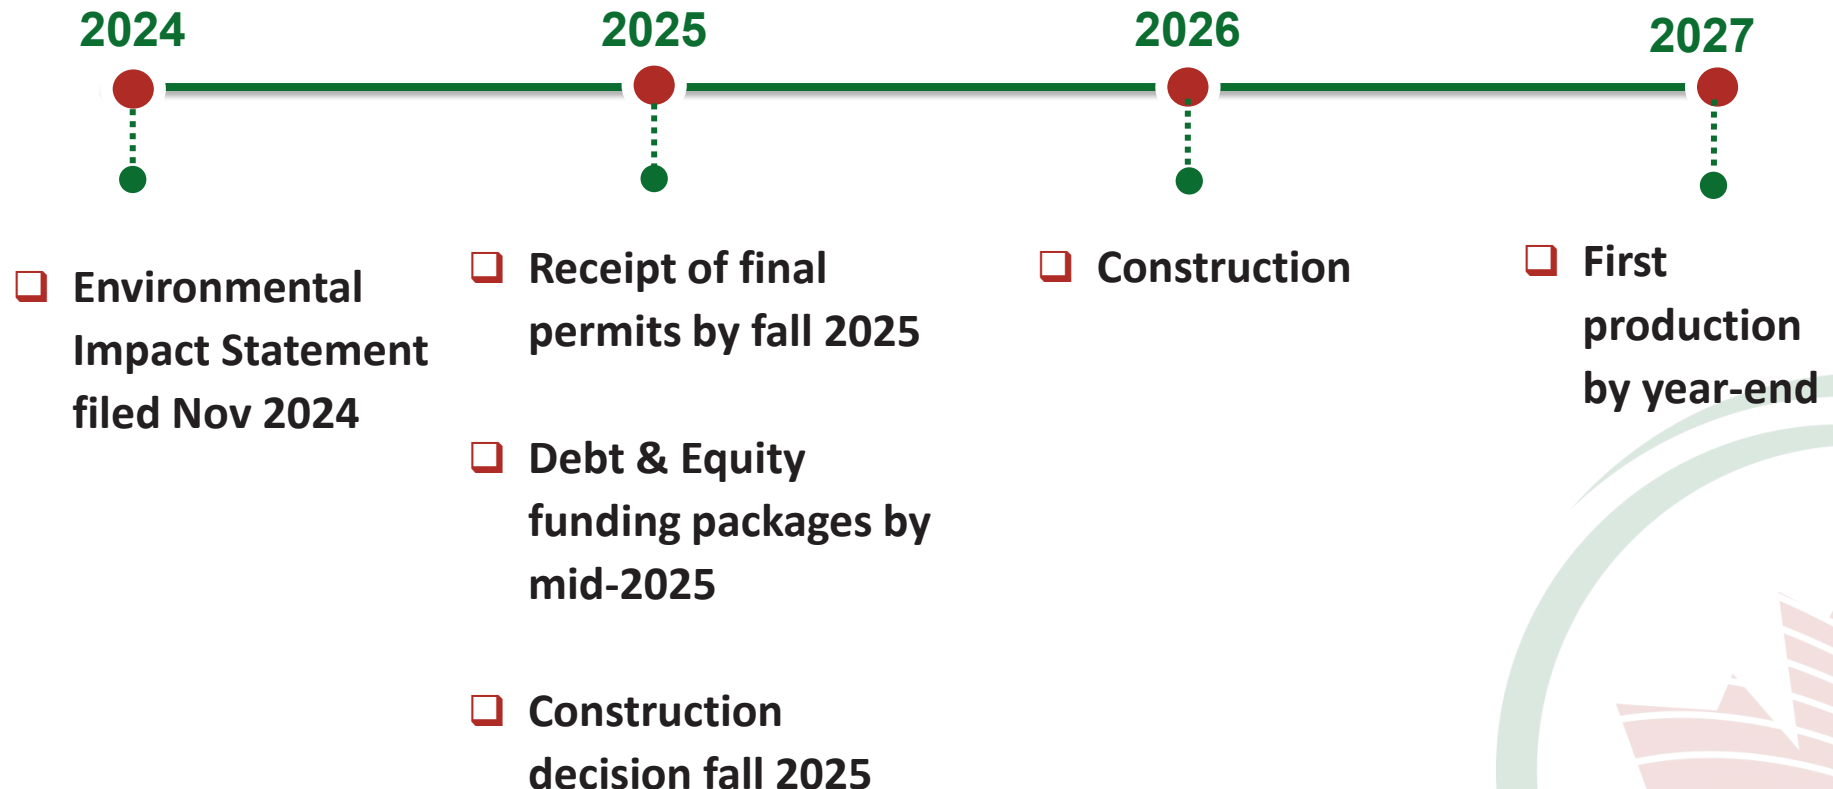 2024
2025
2026
2027
Environmental
Impact Statement
filed Nov 2024
Receipt of final
permits by fall 2025
Debt & Equity
funding packages by
mid-2025
Construction
decision fall 2025
Construction
First
production
by year-end